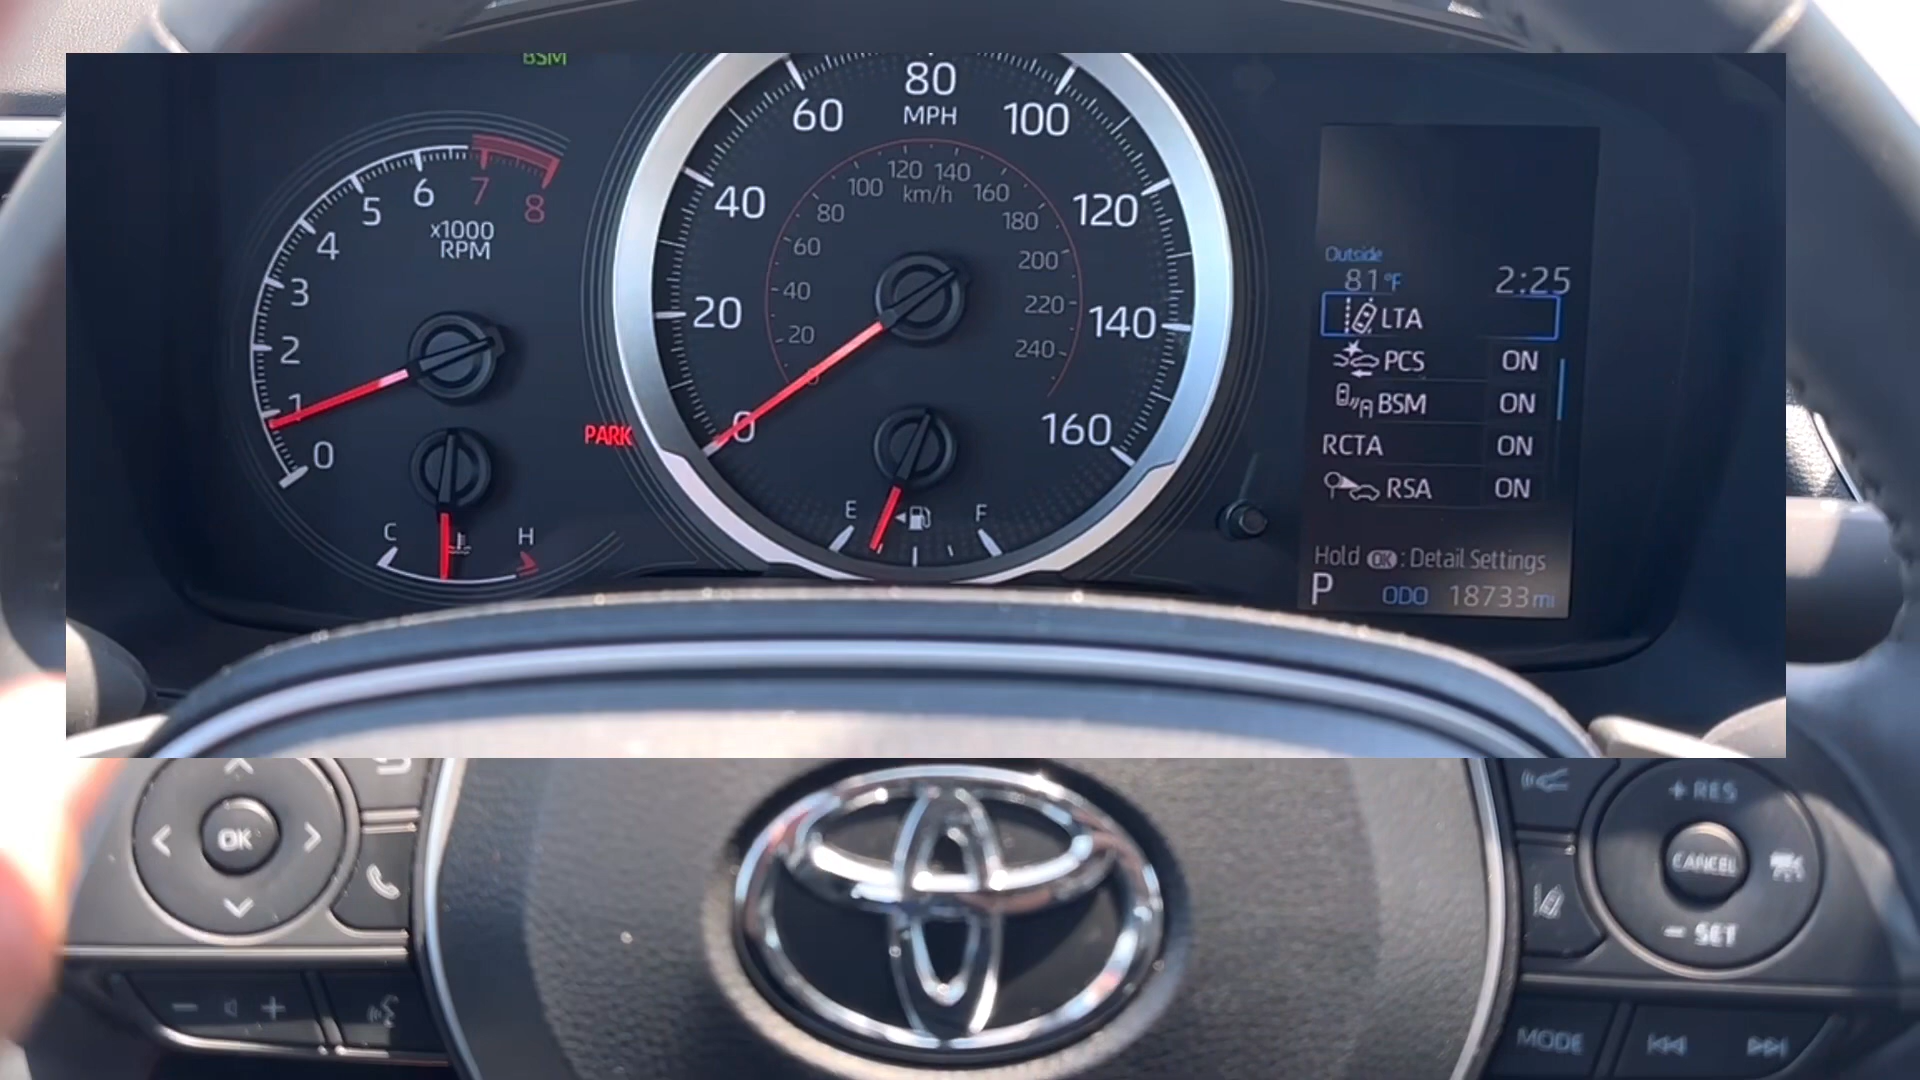 BSM
8
7
6
5
4
3
2
1
0
x1000
RPM
C
H
PARK
0
20
40
60
80
MPH
100
120
140
160
0
20
40
60
80
100
120
140
km/h
160
180
200
220
240
E
F
Outside
81°F 2:25
LTA
PCS ON
BSM ON
RCTA ON
RSA ON
Hold OK : Detail Settings
P ODO 18733 mi
OK
+RES
CANCEL
– SET
– +
MODE